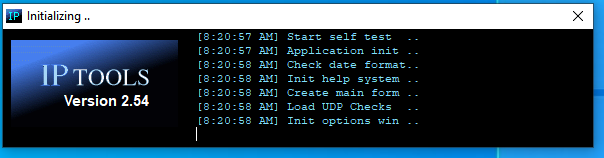 IP Initializing ..
IP TOOLS
Version 2.54
[8:20:57 AM] Start self test  ..
[8:20:57 AM] Application init ..
[8:20:58 AM] Check date format..
[8:20:58 AM] Init help system ..
[8:20:58 AM] Create main form ..
[8:20:58 AM] Load UDP Checks  ..
[8:20:58 AM] Init options win ..